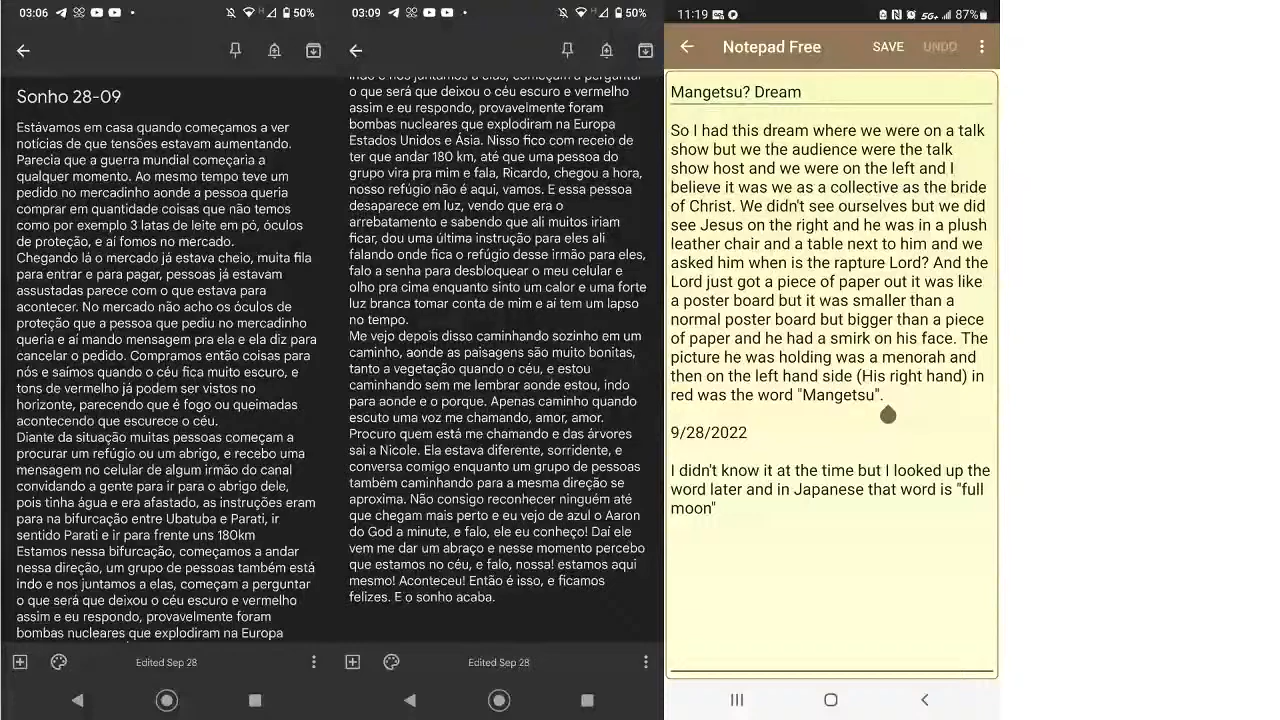 03:06
50%
Sonho 28-09
Estávamos em casa quando começamos a ver
notícias de que tensões estavam aumentando.
Parecia que a guerra mundial começaria a
qualquer momento. Ao mesmo tempo teve um
pedido no mercadinho aonde a pessoa queria
comprar em quantidade coisas que não temos
como por exemplo 3 latas de leite em pó, óculos
de proteção, e aí fomos no mercado.
Chegando lá o mercado já estava cheio, muita fila
para entrar e para pagar, pessoas já estavam
assustadas parece com o que estava para
acontecer. No mercado não acho os óculos de
proteção que a pessoa que pediu no mercadinho
queria e aí mando mensagem pra ela e ela diz para
cancelar o pedido. Compramos então coisas para
nós e saímos quando o céu fica muito escuro, e
tons de vermelho já podem ser vistos no
horizonte, parecendo que é fogo ou queimadas
acontecendo que escurece o céu.
Diante da situação muitas pessoas começam a
procurar um refúgio ou um abrigo, e recebo uma
mensagem no celular de algum irmão do canal
convidando a gente para ir para o abrigo dele,
pois tinha água e era afastado, as instruções eram
para na bifurcação entre Ubatuba e Parati, ir
sentido Parati e ir para frente uns 180km
Estamos nessa bifurcação, começamos a andar
nessa direção, um grupo de pessoas também está
indo e nos juntamos a elas, começam a perguntar
o que será que deixou o céu escuro e vermelho
assim e eu respondo, provavelmente foram
bombas nucleares que explodiram na Europa
Edited Sep 28
03:09
50%
indo e nos juntamos a elas, começam a perguntar
o que será que deixou o céu escuro e vermelho
assim e eu respondo, provavelmente foram
bombas nucleares que explodiram na Europa
Estados Unidos e Ásia. Nisso fico com receio de
ter que andar 180 km, até que uma pessoa do
grupo vira pra mim e fala, Ricardo, chegou a hora,
nosso refúgio não é aqui, vamos. E essa pessoa
desaparece em luz, vendo que era o
arrebatamento e sabendo que ali muitos iriam
ficar, dou uma última instrução para eles ali
falando onde fica o refúgio desse irmão para eles,
falo a senha para desbloquear o meu celular e
olho pra cima enquanto sinto um calor e uma forte
luz branca tomar conta de mim e aí tem um lapso
no tempo.
Me vejo depois disso caminhando sozinho em um
caminho, aonde as paisagens são muito bonitas,
tanto a vegetação quando o céu, e estou
caminhando sem me lembrar aonde estou, indo
para aonde e o porque. Apenas caminho quando
escuto uma voz me chamando, amor, amor.
Procuro quem está me chamando e das árvores
sai a Nicole. Ela estava diferente, sorridente, e
conversa comigo enquanto um grupo de pessoas
também caminhando para a mesma direção se
aproxima. Não consigo reconhecer ninguém até
que chegam mais perto e eu vejo de azul o Aaron
do God a minute, e falo, ele eu conheço! Daí ele
vem me dar um abraço e nesse momento percebo
que estamos no céu, e falo, nossa! estamos aqui
mesmo! Aconteceu! Então é isso, e ficamos
felizes. E o sonho acaba.
Edited Sep 28
11:19
5G+
87%
Notepad Free
SAVE
UNDO
Mangetsu? Dream
So I had this dream where we were on a talk
show but we the audience were the talk
show host and we were on the left and I
believe it was we as a collective as the bride
of Christ. We didn't see ourselves but we did
see Jesus on the right and he was in a plush
leather chair and a table next to him and we
asked him when is the rapture Lord? And the
Lord just got a piece of paper out it was like
a poster board but it was smaller than a
normal poster board but bigger than a piece
of paper and he had a smirk on his face. The
picture he was holding was a menorah and
then on the left hand side (His right hand) in
red was the word "Mangetsu".
9/28/2022
I didn't know it at the time but I looked up the
word later and in Japanese that word is "full
moon"